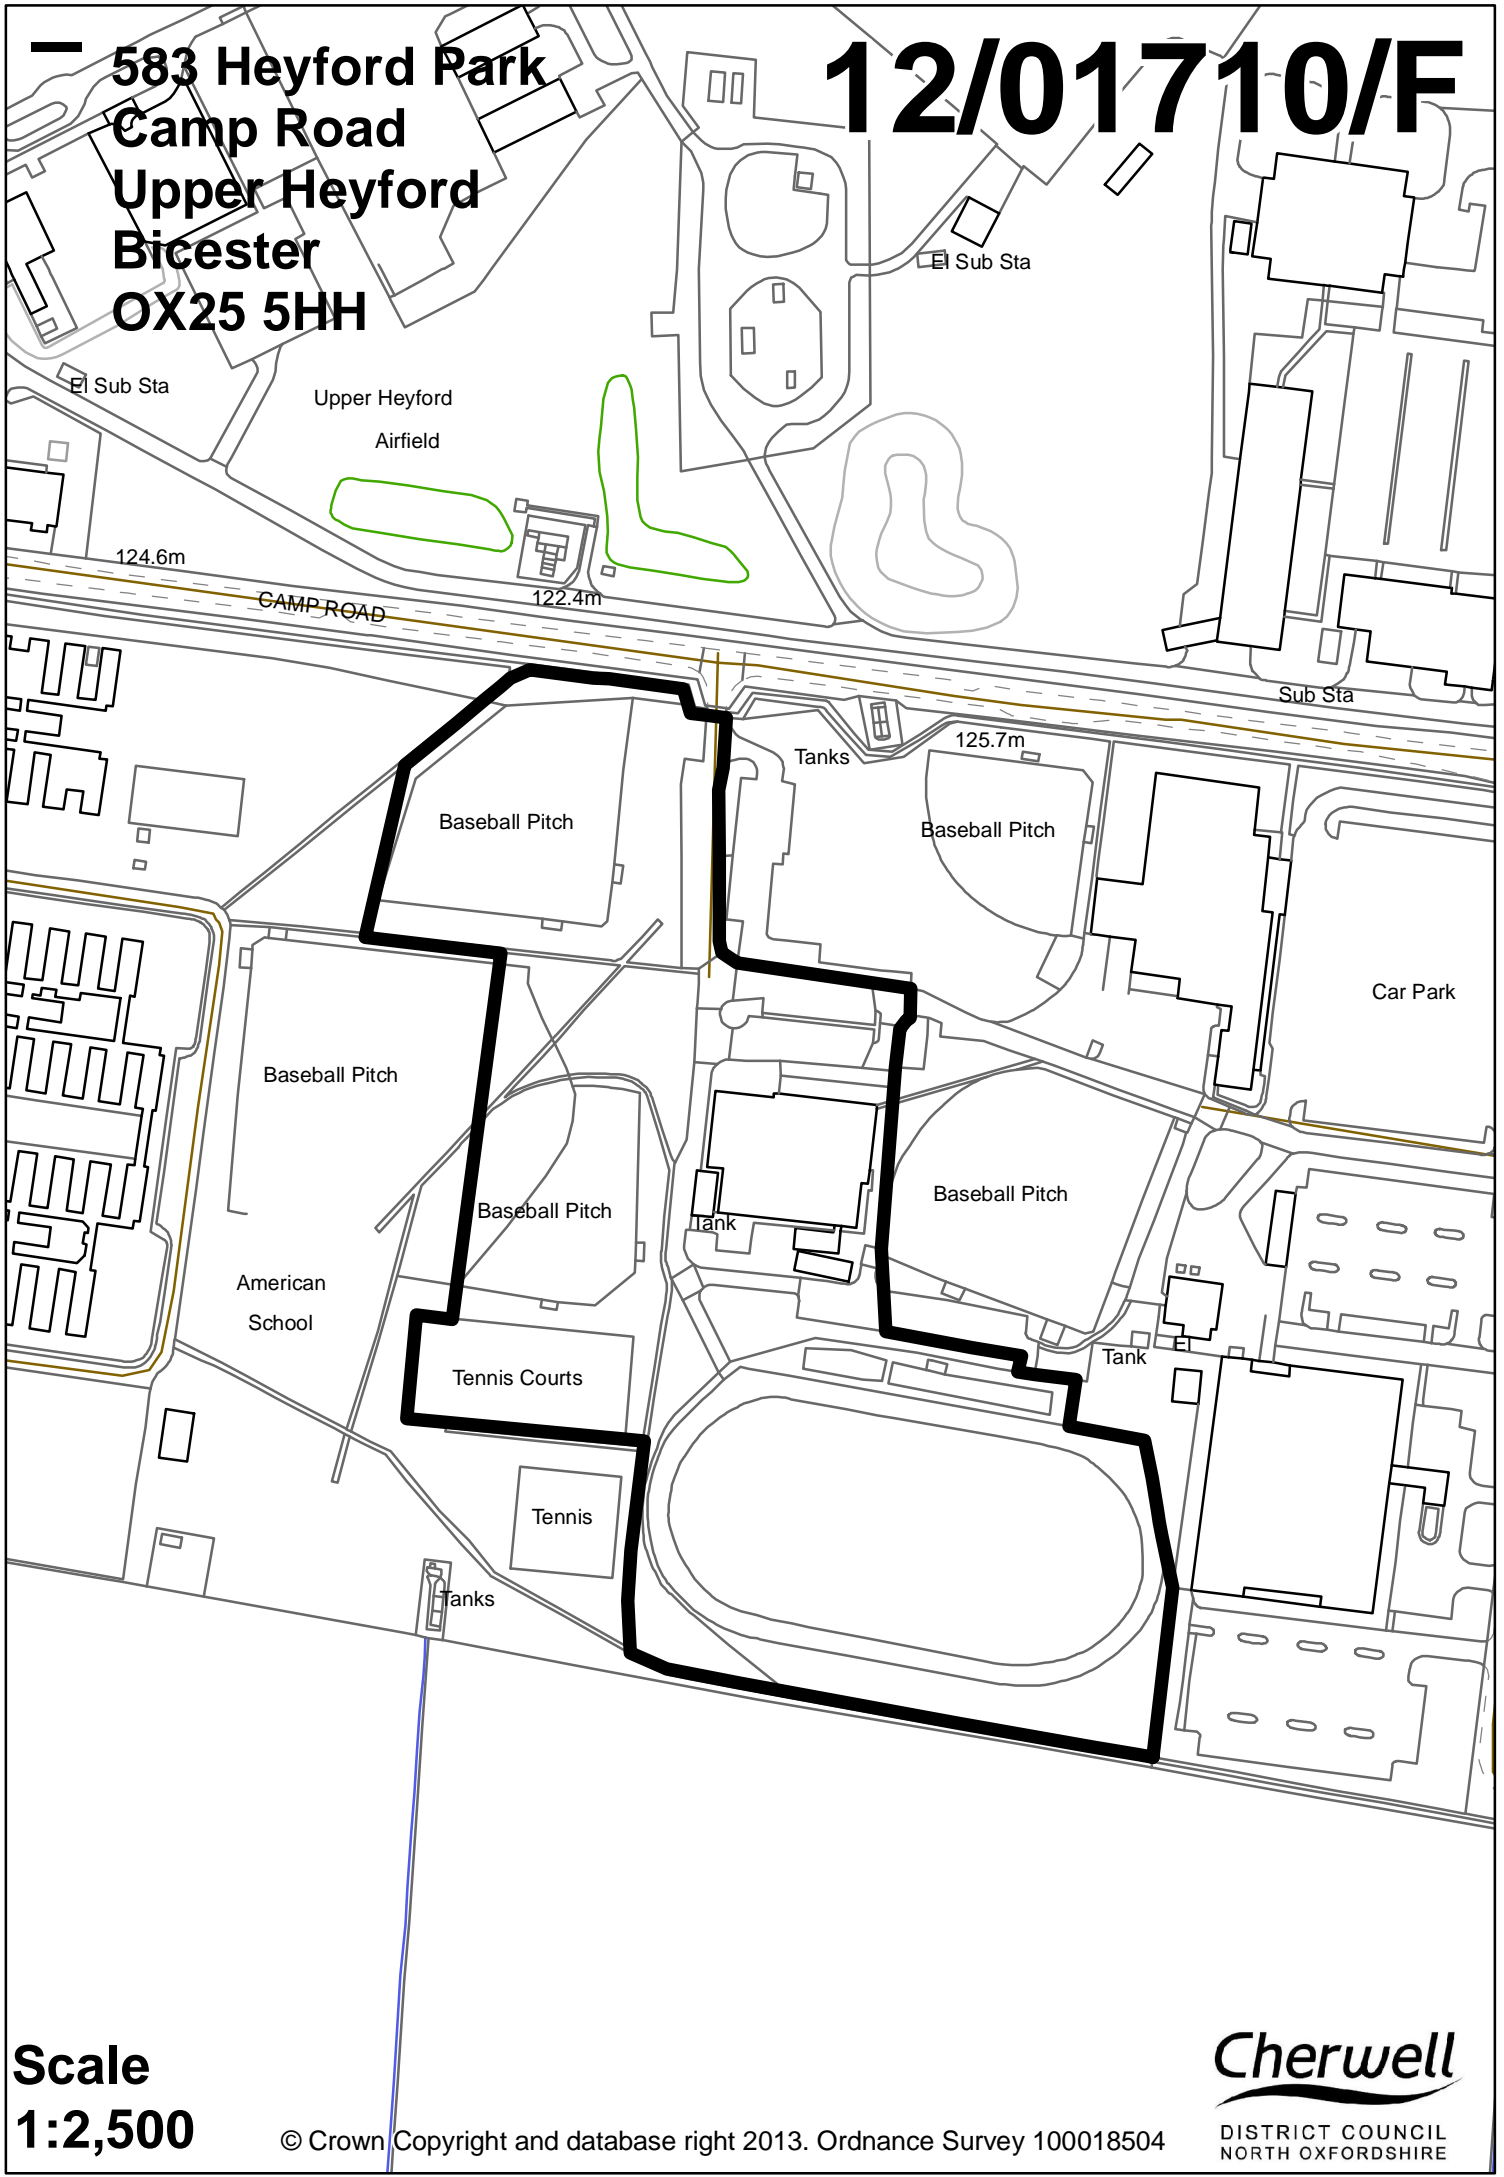 583 Heyford Park
Camp Road
Upper Heyford
Bicester
OX25 5HH
12/01710/F
El Sub Sta
El Sub Sta
Upper Heyford
Airfield
124.6m
CAMP ROAD
122.4m
Sub Sta
125.7m
Tanks
Baseball Pitch
Baseball Pitch
Car Park
Baseball Pitch
Baseball Pitch
Baseball Pitch
Tank
American
School
El
Tank
Tennis Courts
Tennis
Tanks
Scale
1:2,500
© Crown Copyright and database right 2013. Ordnance Survey 100018504
Cherwell
DISTRICT COUNCIL
NORTH OXFORDSHIRE